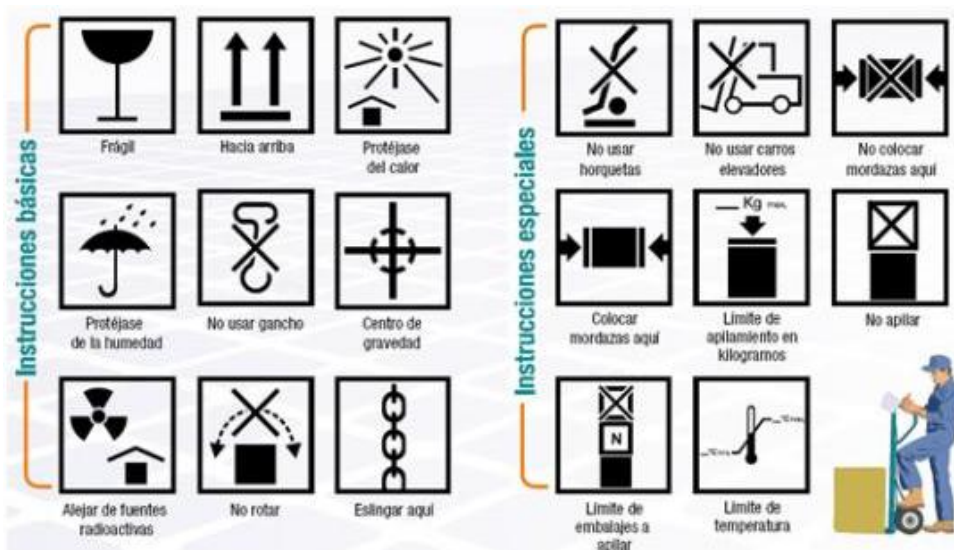 Instrucciones básicas
Frágil
Hacia arriba
Protéjase
del calor
Protéjase
de la humedad
No usar gancho
Centro de
gravedad
Alejar de fuentes
radioactivas
No rotar
Eslingar aquí
Instrucciones especiales
No usar
horquetas
No usar carros
elevadores
No colocar
mordazas aquí
Colocar
mordazas aquí
Kg max.
Límite de
apilamiento en
kilogramos
No apilar
N
Límite de
embalajes a
apilar
Límite de
temperatura